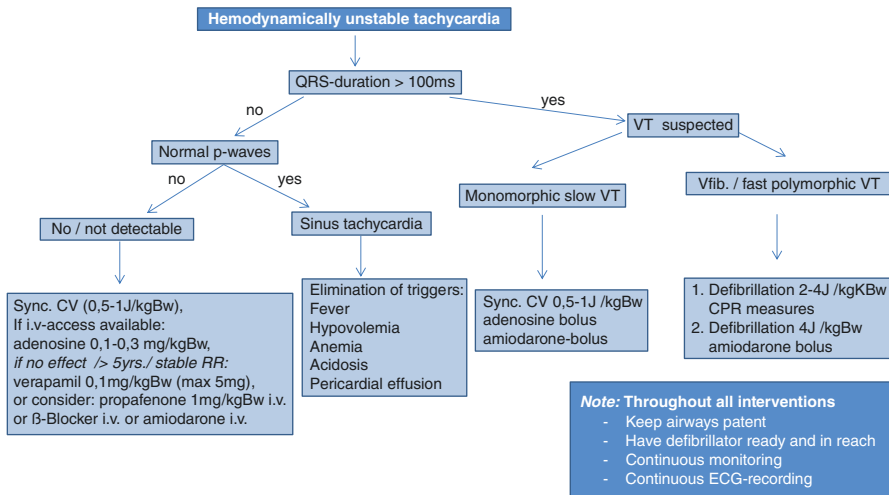 Hemodynamically unstable tachycardia
QRS-duration > 100ms
no
yes
VT suspected
Normal p-waves
no
yes
Monomorphic slow VT
Vfib. / fast polymorphic VT
No / not detectable
Sinus tachycardia
Sync. CV (0,5-1J/kgBw),
If i.v-access available:
adenosine 0,1-0,3 mg/kgBw,
if no effect /> 5yrs./ stable RR:
verapamil 0,1mg/kgBw (max 5mg),
or consider: propafenone 1mg/kgBw i.v.
or ß-Blocker i.v. or amiodarone i.v.
Elimination of triggers:
Fever
Hypovolemia
Anemia
Acidosis
Pericardial effusion
Sync. CV 0,5-1J /kgBw
adenosine bolus
amiodarone-bolus
1. Defibrillation 2-4J /kgKBw
CPR measures
2. Defibrillation 4J /kgBw
amiodarone bolus
Note: Throughout all interventions
- Keep airways patent
- Have defibrillator ready and in reach
- Continuous monitoring
- Continuous ECG-recording